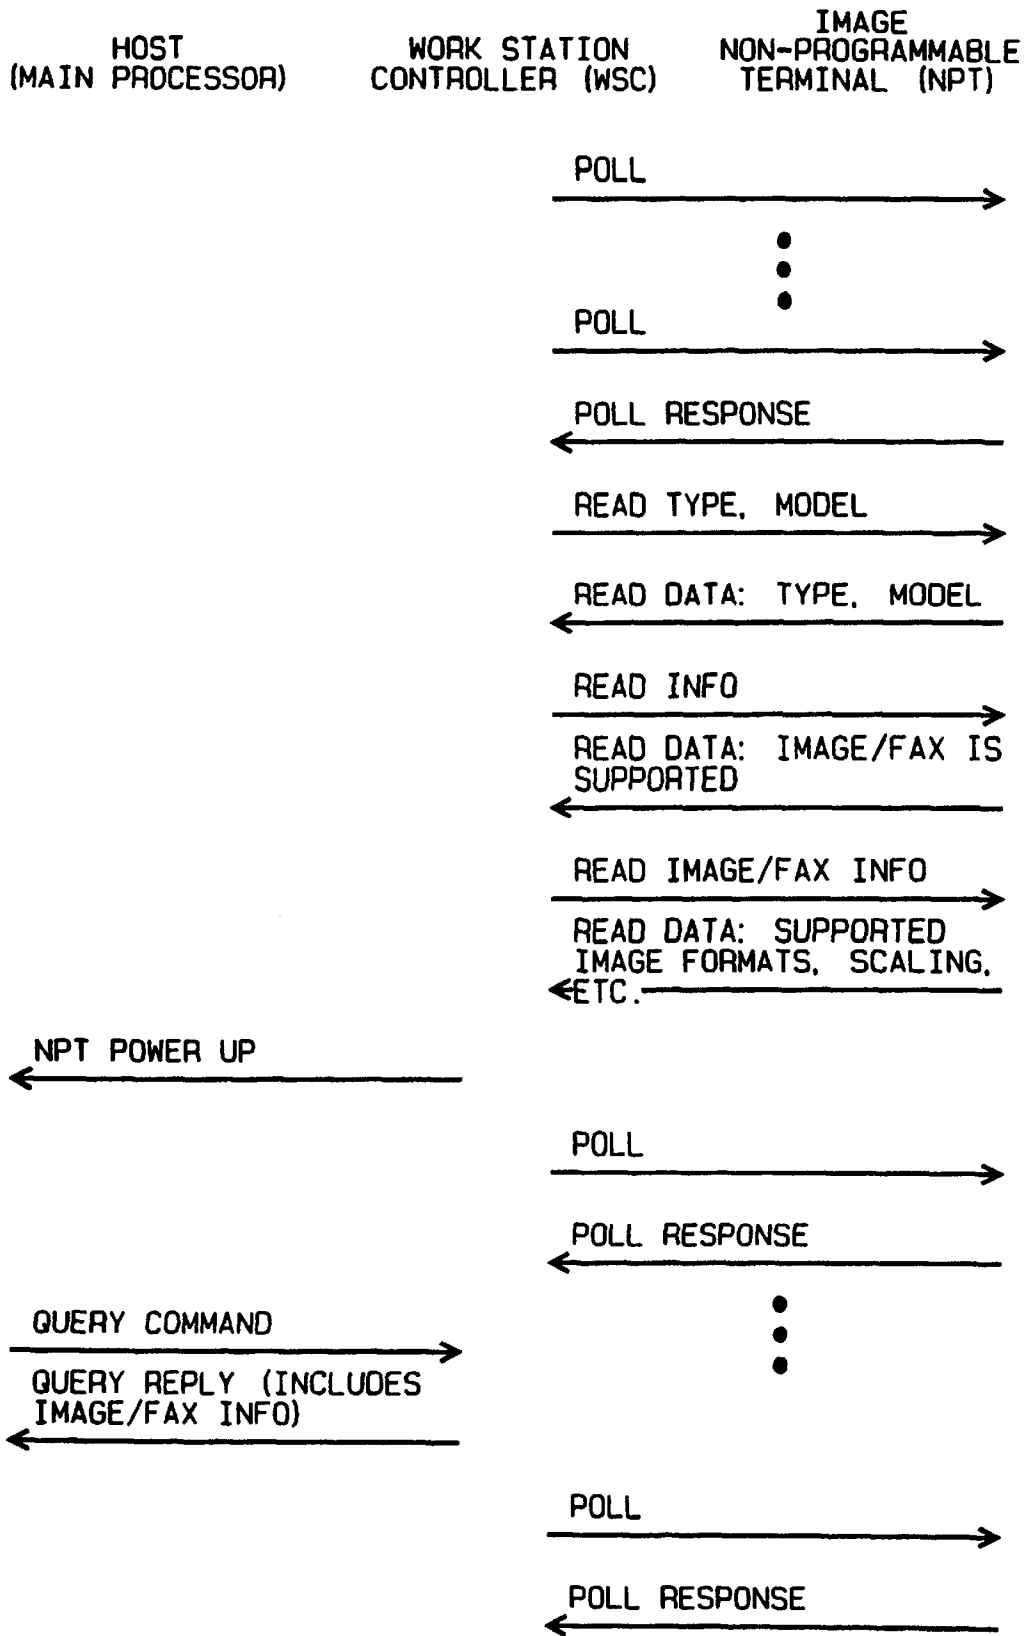 HOST
(MAIN PROCESSOR)
WORK STATION
CONTROLLER (WSC)
IMAGE
NON-PROGRAMMABLE
TERMINAL (NPT)
POLL
POLL
POLL RESPONSE
READ TYPE, MODEL
READ DATA: TYPE, MODEL
READ INFO
READ DATA: IMAGE/FAX IS
SUPPORTED
READ IMAGE/FAX INFO
READ DATA: SUPPORTED
IMAGE FORMATS, SCALING,
ETC.
NPT POWER UP
POLL
POLL RESPONSE
QUERY COMMAND
QUERY REPLY (INCLUDES
IMAGE/FAX INFO)
POLL
POLL RESPONSE